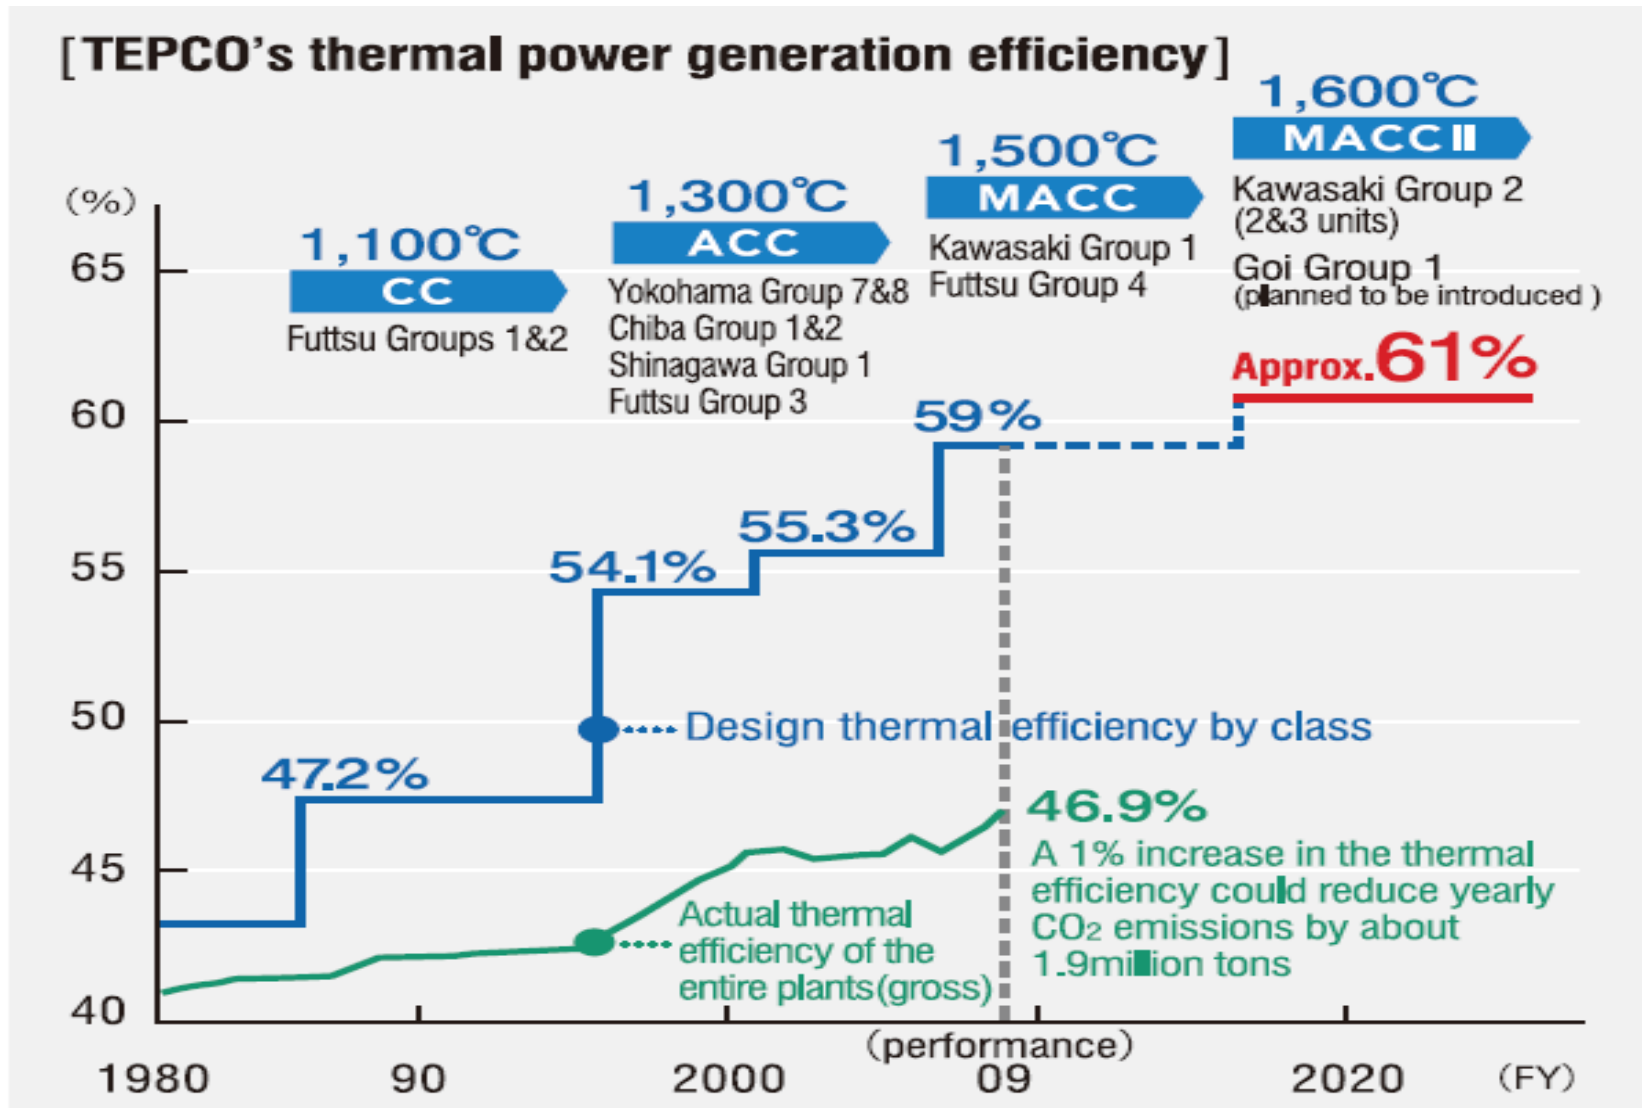 [TEPCO's thermal power generation efficiency]
1,600℃
MACC II
Kawasaki Group 2
(2&3 units)
Goi Group 1
(planned to be introduced )
Approx.61%
1,500℃
MACC
Kawasaki Group 1
Futtsu Group 4
1,300℃
ACC
Yokohama Group 7&8
Chiba Group 1&2
Shinagawa Group 1
Futtsu Group 3
1,100℃
CC
Futtsu Groups 1&2
(%)
65
60
55
50
45
40
59%
55.3%
54.1%
47.2%
Design thermal efficiency by class
46.9%
A 1% increase in the thermal
efficiency could reduce yearly
CO2 emissions by about
1.9million tons
Actual thermal
efficiency of the
entire plants(gross)
(performance)
1980 90 2000 09 2020 (FY)